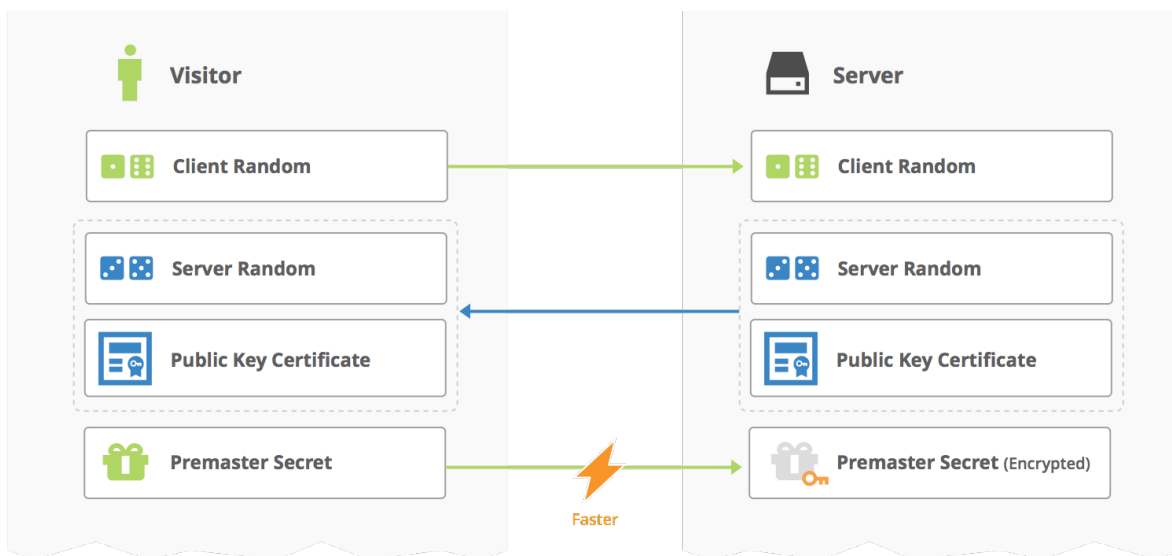 Visitor
Server
Client Random
Client Random
Server Random
Server Random
Public Key Certificate
Public Key Certificate
Premaster Secret
Premaster Secret (Encrypted)
Faster